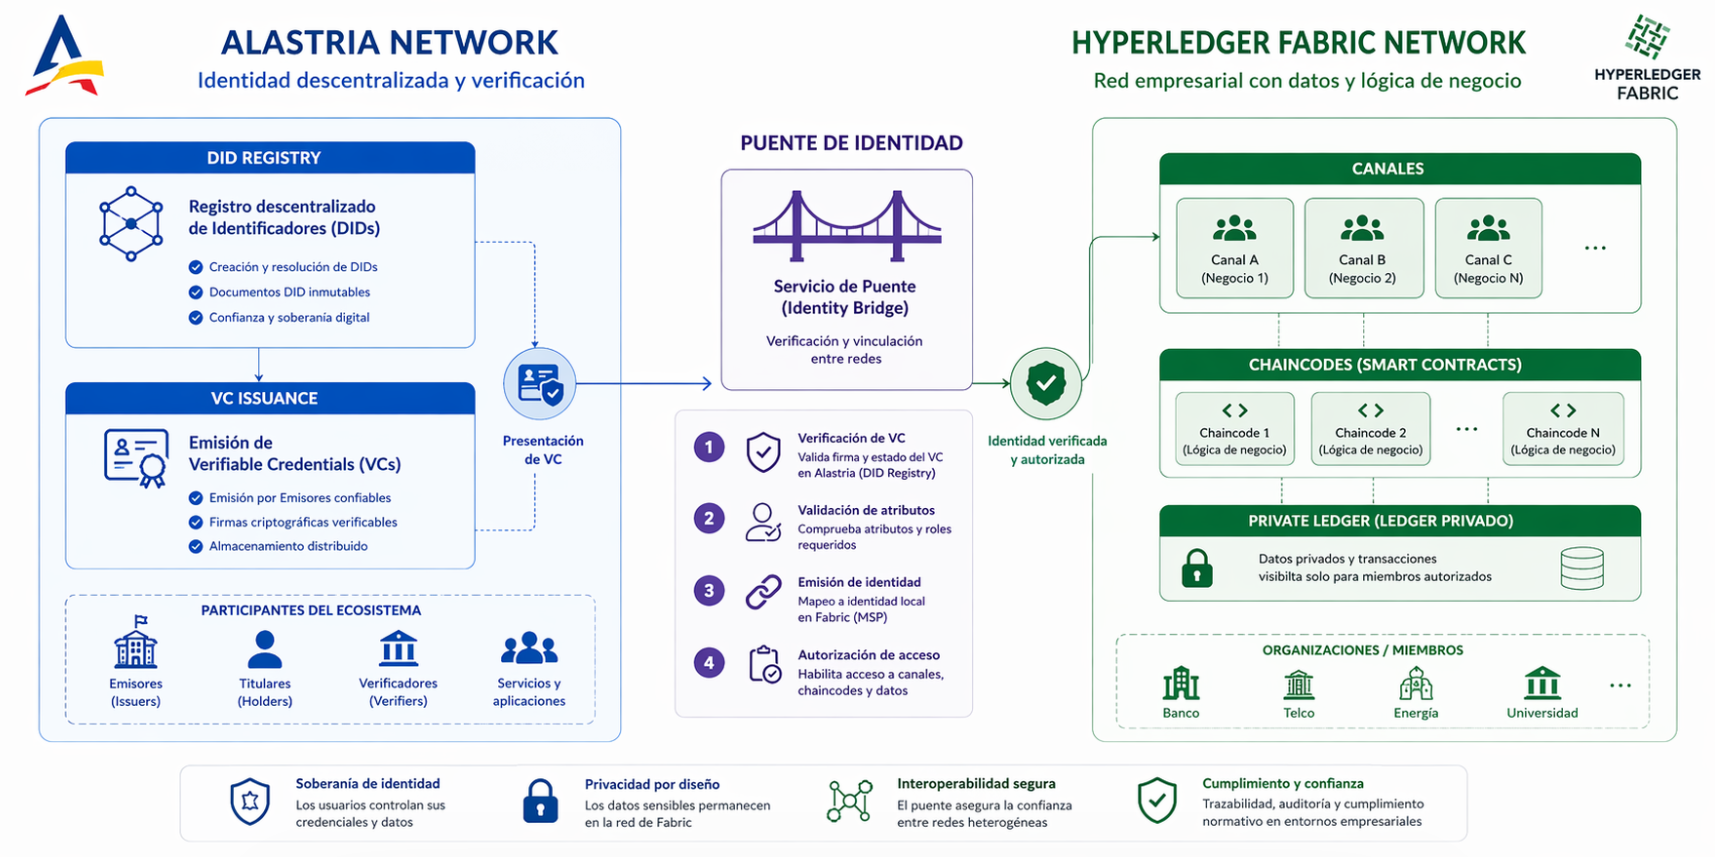 ALASTRIA NETWORK
Identidad descentralizada y verificación
HYPERLEDGER FABRIC NETWORK
Red empresarial con datos y lógica de negocio
HYPERLEDGER
FABRIC
DID REGISTRY
Registro descentralizado
de Identificadores (DIDs)
Creación y resolución de DIDs
Documentos DID inmutables
Confianza y soberanía digital
VC ISSUANCE
Emisión de
Verifiable Credentials (VCs)
Emisión por Emisores confiables
Firmas criptográficas verificables
Almacenamiento distribuido
PARTICIPANTES DEL ECOSISTEMA
Emisores
(Issuers)
Titulares
(Holders)
Verificadores
(Verifiers)
Servicios y
aplicaciones
Presentación
de VC
PUENTE DE IDENTIDAD
Servicio de Puente
(Identity Bridge)
Verificación y vinculación
entre redes
1
Verificación de VC
Valida firma y estado del VC
en Alastria (DID Registry)
2
Validación de atributos
Comprueba atributos y roles
requeridos
3
Emisión de identidad
Mapeo a identidad local
en Fabric (MSP)
4
Autorización de acceso
Habilita acceso a canales,
chaincodes y datos
Identidad verificada
y autorizada
CANALES
Canal A
(Negocio 1)
Canal B
(Negocio 2)
Canal C
(Negocio N)
...
CHAINCODES (SMART CONTRACTS)
Chaincode 1
(Lógica de negocio)
Chaincode 2
(Lógica de negocio)
...
Chaincode N
(Lógica de negocio)
PRIVATE LEDGER (LEDGER PRIVADO)
Datos privados y transacciones
visibilta solo para miembros autorizados
ORGANIZACIONES / MIEMBROS
Banco
Telco
Energía
Universidad
...
Soberanía de identidad
Los usuarios controlan sus
credenciales y datos
Privacidad por diseño
Los datos sensibles permanecen
en la red de Fabric
Interoperabilidad segura
El puente asegura la confianza
entre redes heterogéneas
Cumplimiento y confianza
Trazabilidad, auditoría y cumplimiento
normativo en entornos empresariales